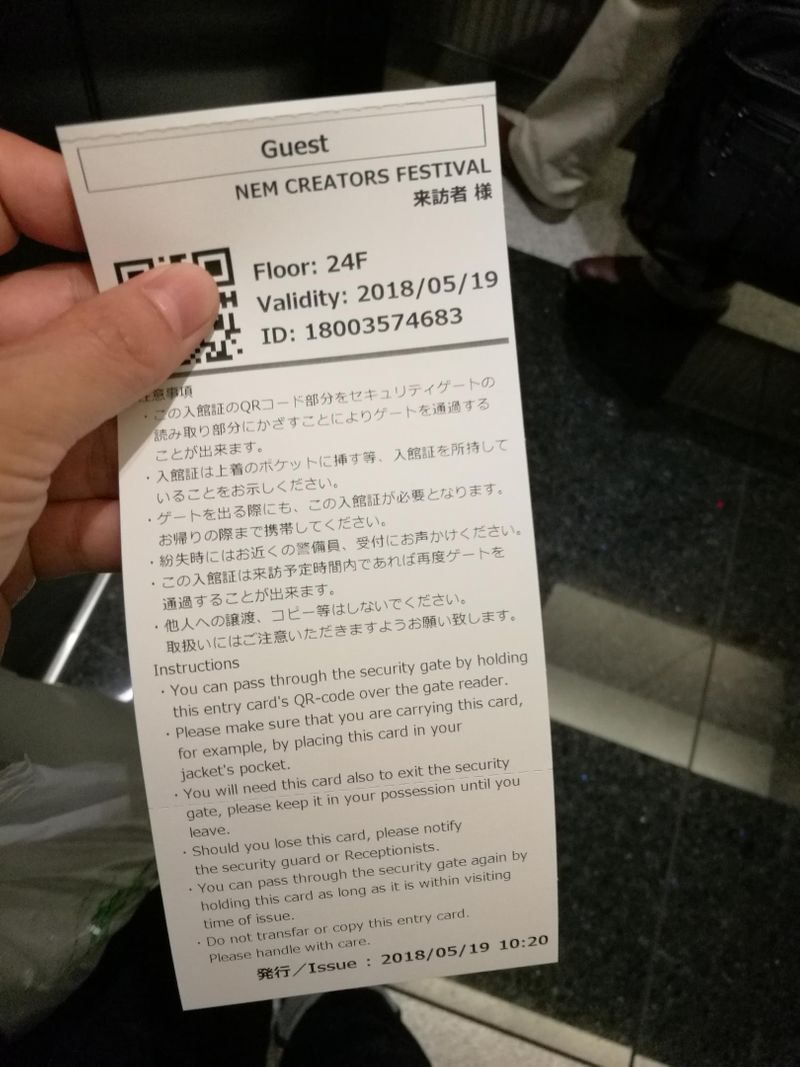 Guest
NEM CREATORS FESTIVAL
来訪者 様
Floor: 24F
Validity: 2018/05/19
ID: 18003574683
注意事項
・この入館証のQRコード部分をセキュリティゲートの
読み取り部分にかざすことによりゲートを通過する
ことが出来ます。
・入館証は上着のポケットに挿す等、入館証を所持して
いることをお示しください。
・ゲートを出る際にも、この入館証が必要となります。
お帰りの際まで携帯してください。
・紛失時にはお近くの警備員、受付にお声かけください。
・この入館証は来訪予定時間内であれば再度ゲートを
通過することが出来ます。
・他人への譲渡、コピー等はしないでください。
取扱いにはご注意いただきますようお願い致します。
Instructions
・You can pass through the security gate by holding
this entry card's QR-code over the gate reader.
・Please make sure that you are carrying this card,
for example, by placing this card in your
jacket's pocket.
・You will need this card also to exit the security
gate, please keep it in your possession until you
leave.
・Should you lose this card, please notify
the security guard or Receptionists.
・You can pass through the security gate again by
holding this card as long as it is within visiting
time of issue.
・Do not transfar or copy this entry card.
Please handle with care.
発行／Issue : 2018/05/19 10:20